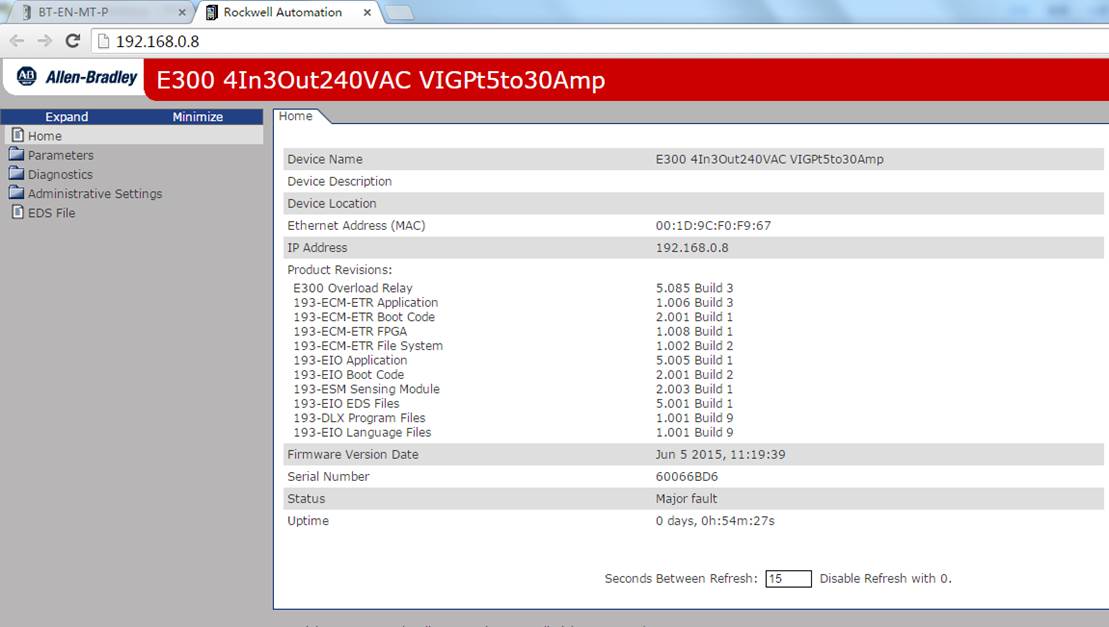 BT-EN-MT-P
Rockwell Automation
192.168.0.8
AB Allen-Bradley
E300 4In3Out240VAC VIGPt5to30Amp
Expand Minimize
Home
Parameters
Diagnostics
Administrative Settings
EDS File
Home
Device Name E300 4In3Out240VAC VIGPt5to30Amp
Device Description
Device Location
Ethernet Address (MAC) 00:1D:9C:F0:F9:67
IP Address 192.168.0.8
Product Revisions:
E300 Overload Relay 5.085 Build 3
193-ECM-ETR Application 1.006 Build 3
193-ECM-ETR Boot Code 2.001 Build 1
193-ECM-ETR FPGA 1.008 Build 1
193-ECM-ETR File System 1.002 Build 2
193-EIO Application 5.005 Build 1
193-EIO Boot Code 2.001 Build 2
193-ESM Sensing Module 2.003 Build 1
193-EIO EDS Files 5.001 Build 1
193-DLX Program Files 1.001 Build 9
193-EIO Language Files 1.001 Build 9
Firmware Version Date Jun 5 2015, 11:19:39
Serial Number 60066BD6
Status Major fault
Uptime 0 days, 0h:54m:27s
Seconds Between Refresh: 15 Disable Refresh with 0.